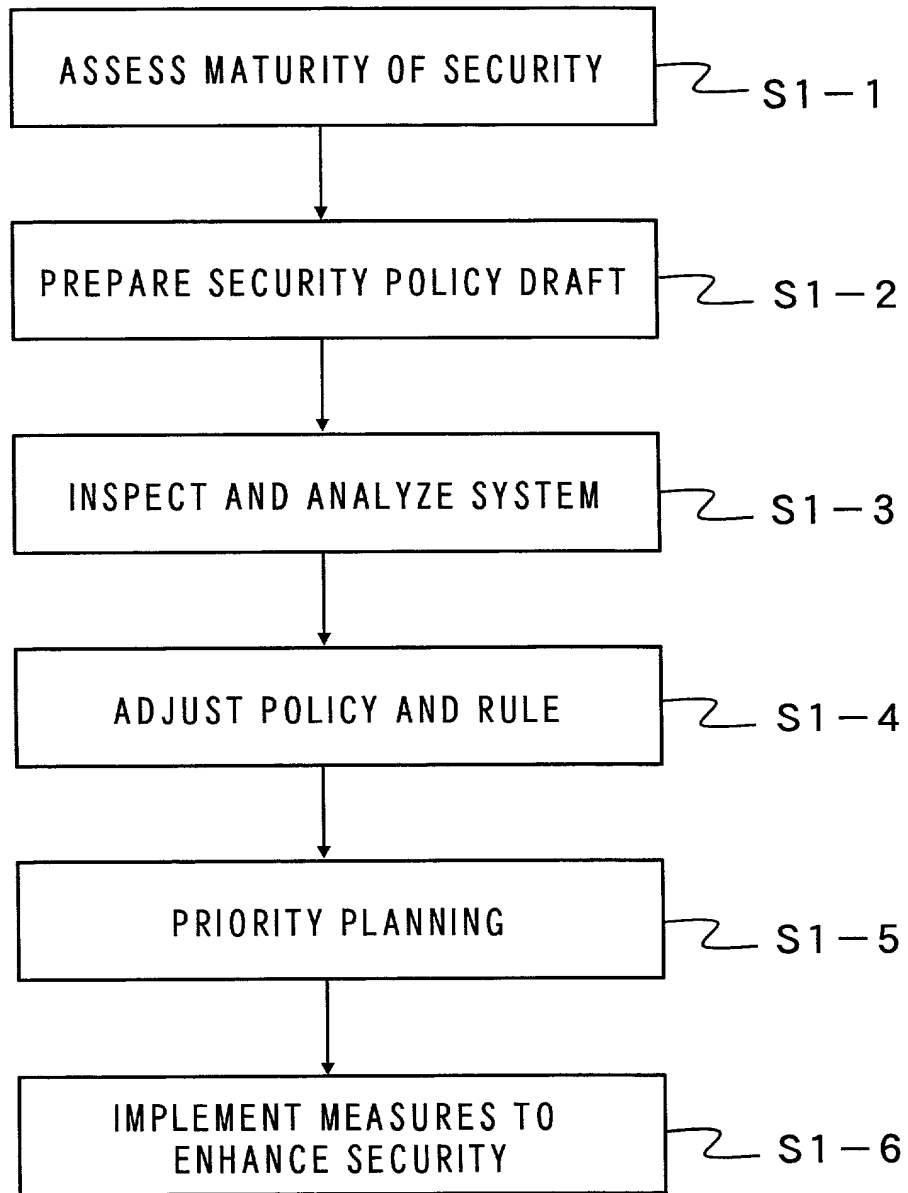 ASSESS MATURITY OF SECURITY
S1-1
PREPARE SECURITY POLICY DRAFT
S1-2
INSPECT AND ANALYZE SYSTEM
S1-3
ADJUST POLICY AND RULE
S1-4
PRIORITY PLANNING
S1-5
IMPLEMENT MEASURES TO
ENHANCE SECURITY
S1-6